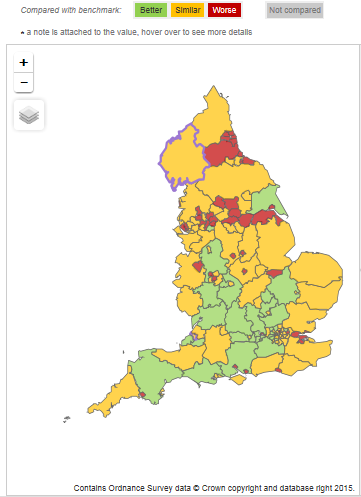 Compared with benchmark: Better Similar Worse Not compared
* a note is attached to the value, hover over to see more details
+
−
Contains Ordnance Survey data © Crown copyright and database right 2015.